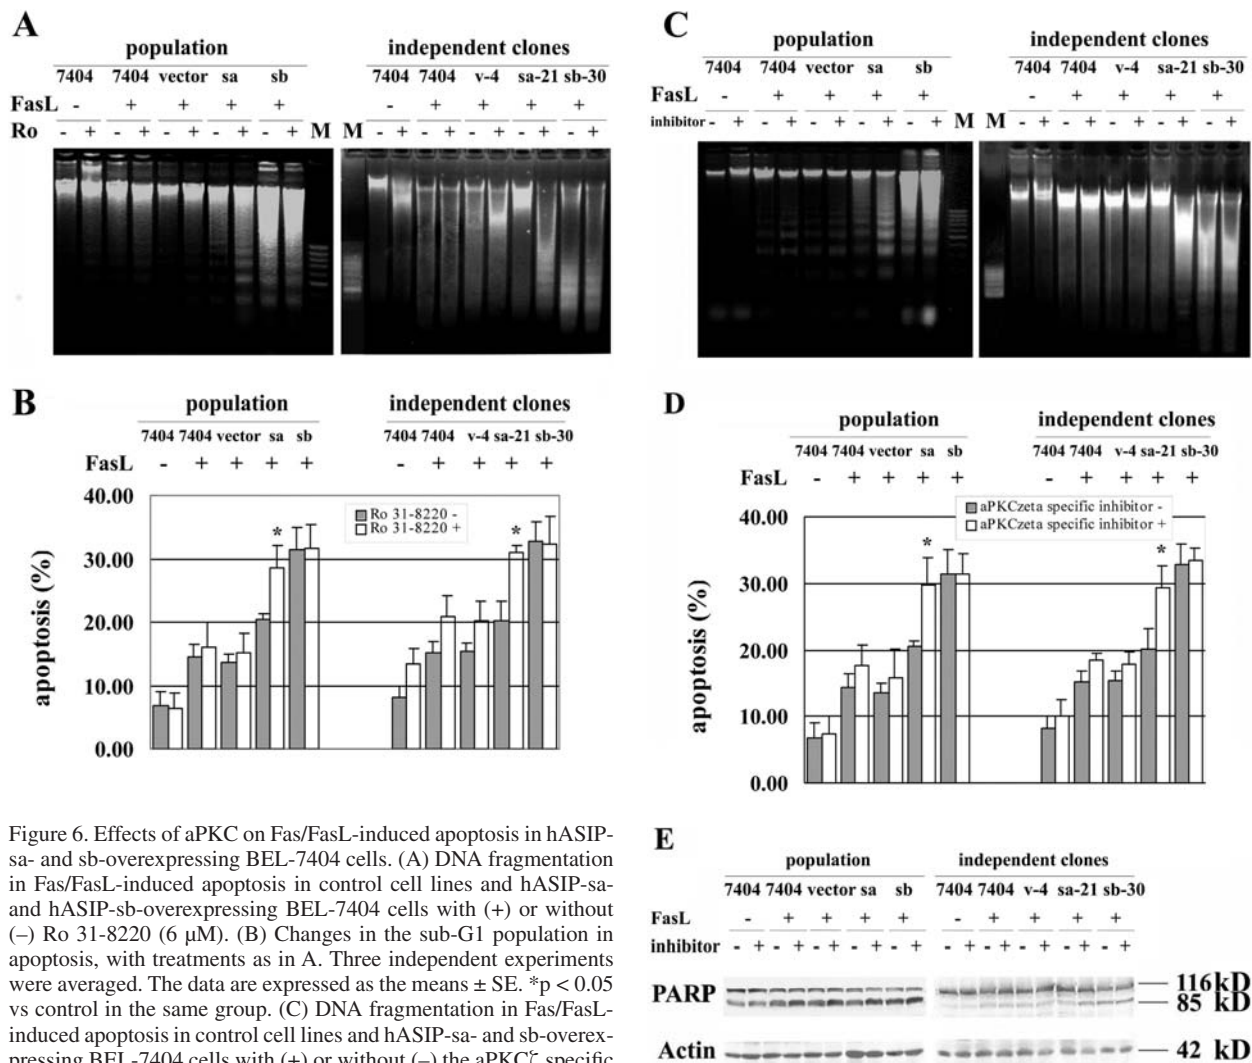 A
population
independent clones
7404 7404 vector sa sb
7404 7404 v-4 sa-21 sb-30
FasL - + + + +
- + + + +
Ro - + - + - + - + - + M
M - + - + - + - + - +
B
population
independent clones
7404 7404 vector sa sb
7404 7404 v-4 sa-21 sb-30
FasL - + + + +
- + + + +
40.00
30.00
20.00
10.00
0.00
apoptosis (%)
Ro 31-8220 -
Ro 31-8220 +
*
*
Figure 6. Effects of aPKC on Fas/FasL-induced apoptosis in hASIP-
sa- and sb-overexpressing BEL-7404 cells. (A) DNA fragmentation
in Fas/FasL-induced apoptosis in control cell lines and hASIP-sa-
and hASIP-sb-overexpressing BEL-7404 cells with (+) or without
(–) Ro 31-8220 (6 μM). (B) Changes in the sub-G1 population in
apoptosis, with treatments as in A. Three independent experiments
were averaged. The data are expressed as the means ± SE. *p < 0.05
vs control in the same group. (C) DNA fragmentation in Fas/FasL-
induced apoptosis in control cell lines and hASIP-sa- and sb-overex-
pressing BEL-7404 cells with (+) or without (–) the aPKCζ specific
C
population
independent clones
7404 7404 vector sa sb
7404 7404 v-4 sa-21 sb-30
FasL - + + + +
- + + + +
inhibitor - + - + - + - + - + M
M - + - + - + - + - +
D
population
independent clones
7404 7404 vector sa sb
7404 7404 v-4 sa-21 sb-30
FasL - + + + +
- + + + +
40.00
30.00
20.00
10.00
0.00
apoptosis (%)
aPKCzeta specific inhibitor -
aPKCzeta specific inhibitor +
*
*
E
population
independent clones
7404 7404 vector sa sb
7404 7404 v-4 sa-21 sb-30
FasL - + + + +
- + + + +
inhibitor - + - + - + - + - +
- + - + - + - + - +
PARP
116 kD
85 kD
Actin
42 kD